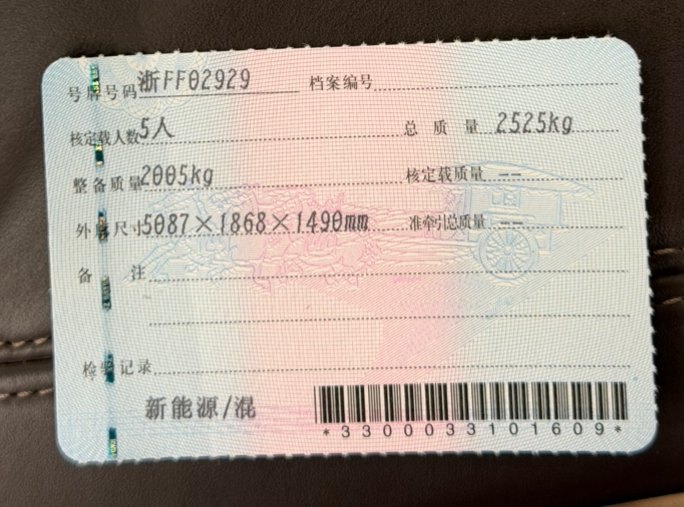 号牌号码 浙FF02929 档案编号
核定载人数 5人 总质量 2525kg
整备质量 2005kg 核定载质量 --
外廓尺寸 5087×1868×1490mm 准牵引总质量 --
备注
检验记录
新能源/混
*3300033101609*